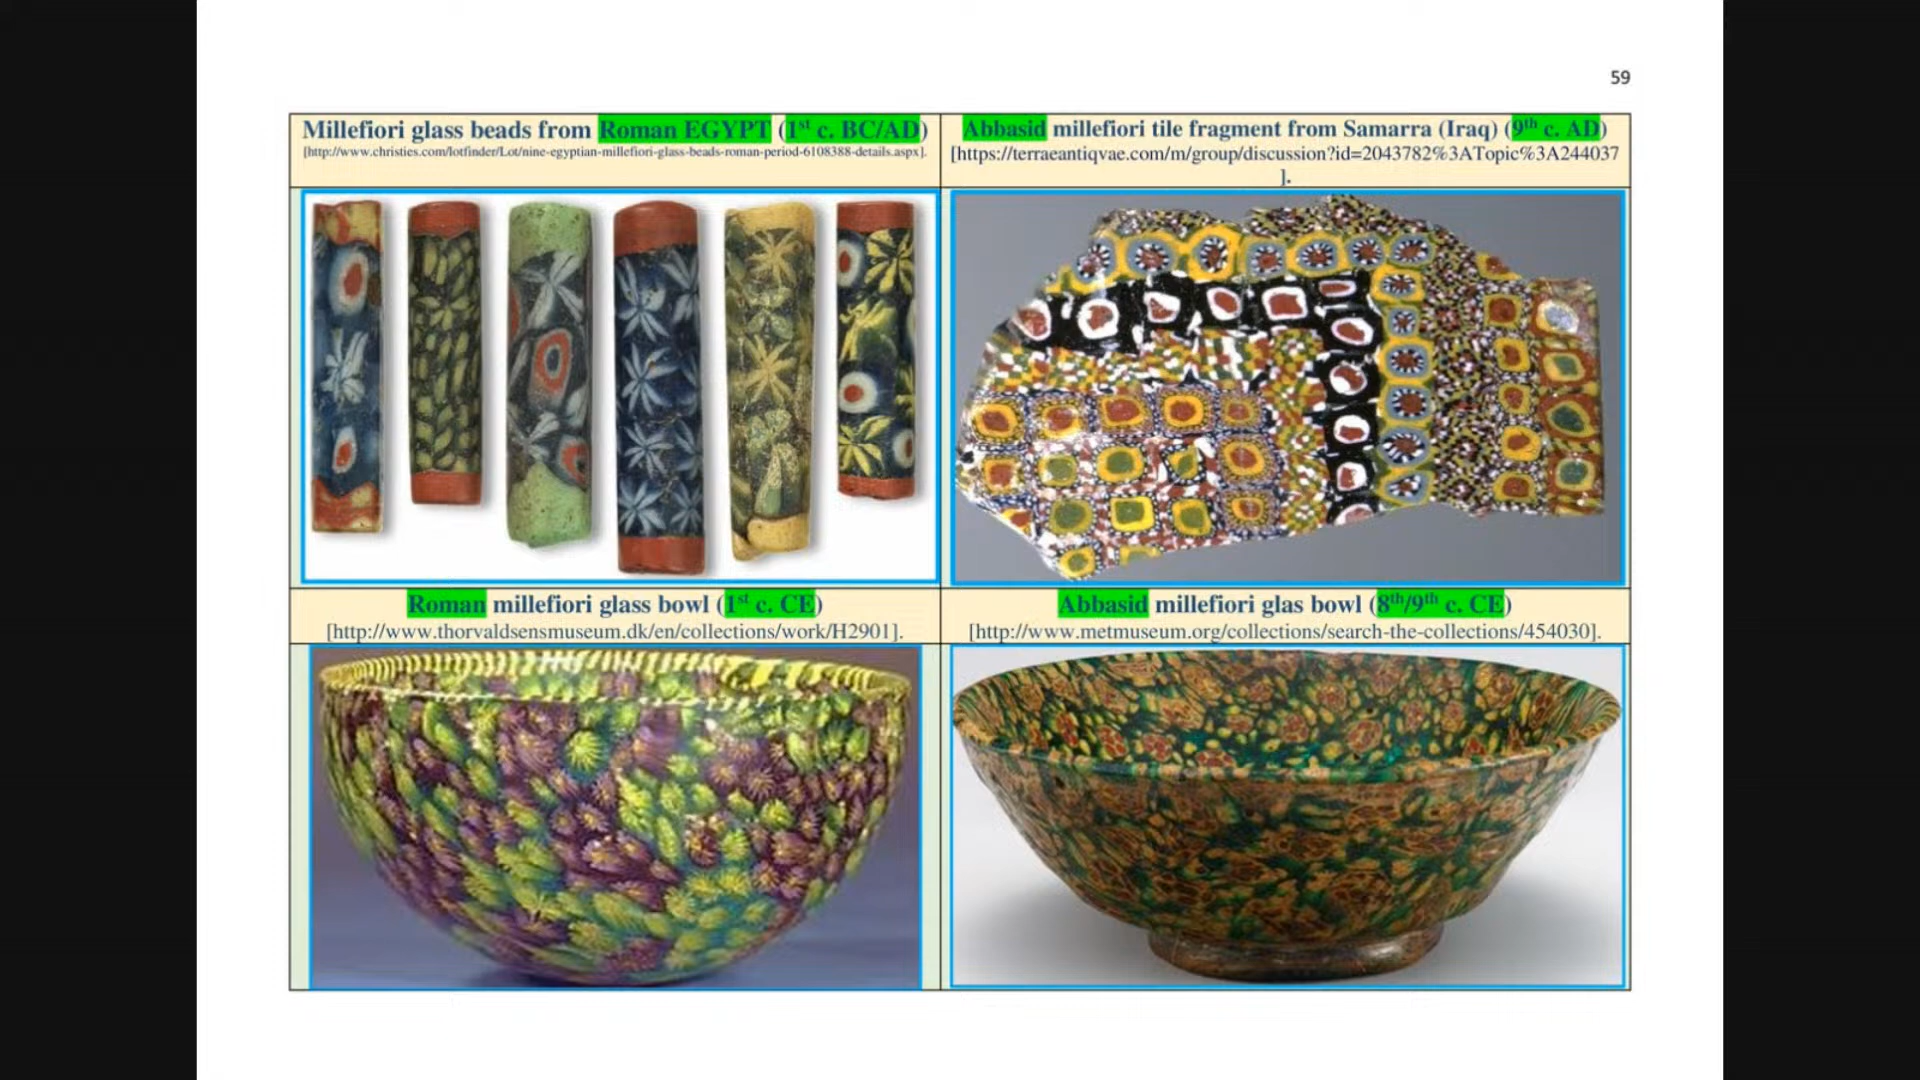 59
Millefiori glass beads from Roman EGYPT (1st c. BC/AD)
[http://www.christies.com/lotfinder/Lot/nine-egyptian-millefiori-glass-beads-roman-period-6108388-details.aspx].
Abbasid millefiori tile fragment from Samarra (Iraq) (9th c. AD)
[https://terraeantiqvae.com/m/group/discussion?id=2043782%3ATopic%3A244037
].
Roman millefiori glass bowl (1st c. CE)
[http://www.thorvaldsensmuseum.dk/en/collections/work/H2901].
Abbasid millefiori glas bowl (8th/9th c. CE)
[http://www.metmuseum.org/collections/search-the-collections/454030].